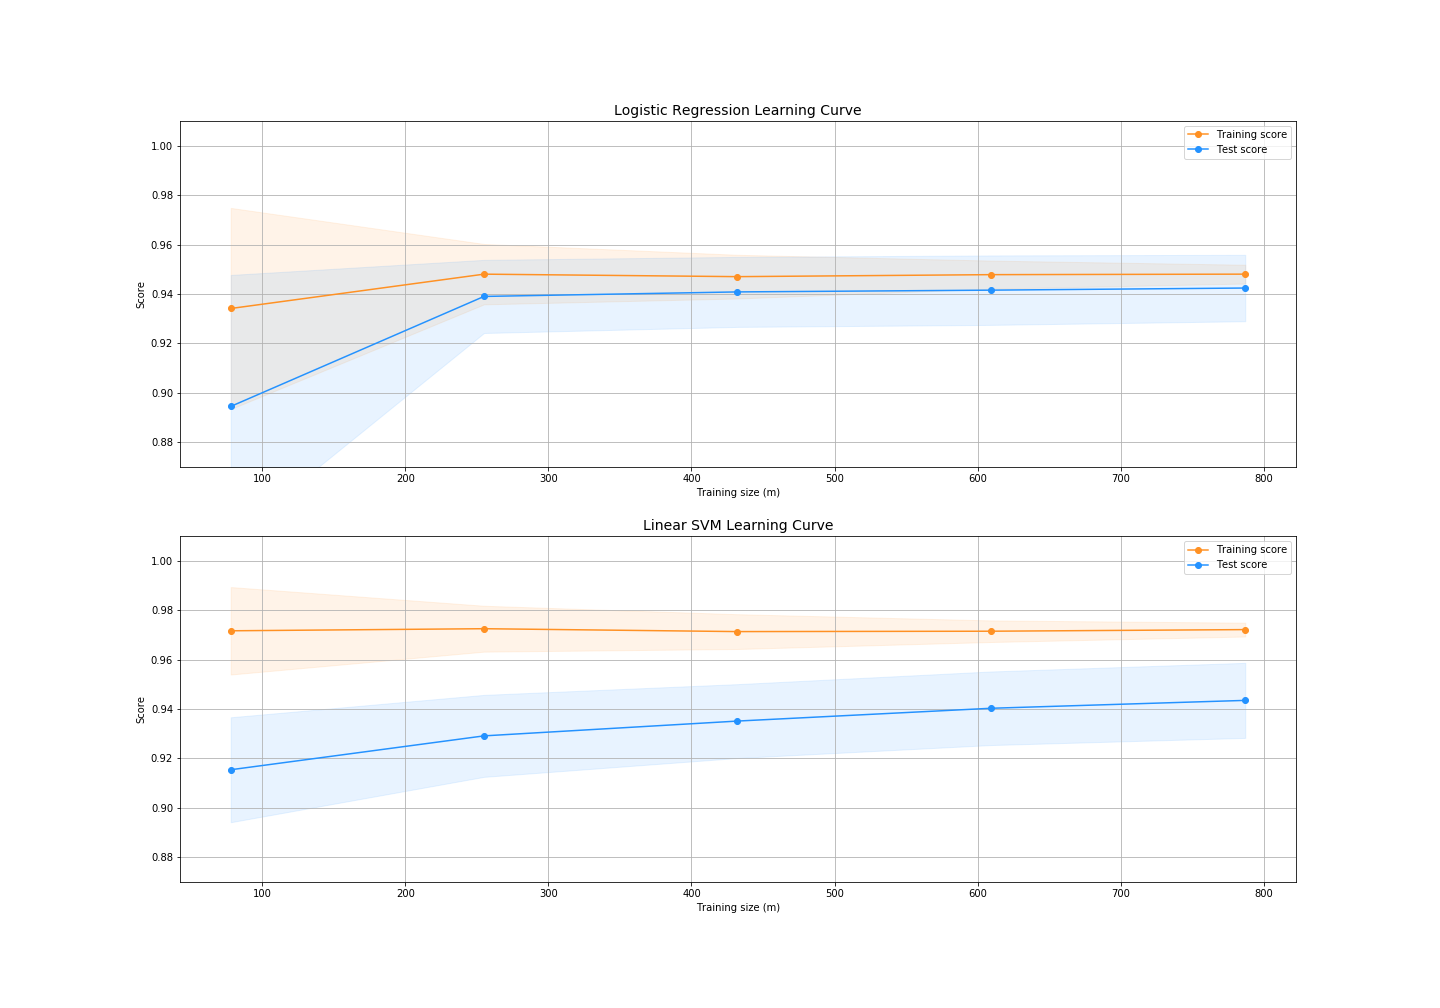 Logistic Regression Learning Curve
Training score
Test score
1.00
0.98
0.96
0.94
0.92
0.90
0.88
Score
100 200 300 400 500 600 700 800
Training size (m)
Linear SVM Learning Curve
Training score
Test score
1.00
0.98
0.96
0.94
0.92
0.90
0.88
Score
100 200 300 400 500 600 700 800
Training size (m)